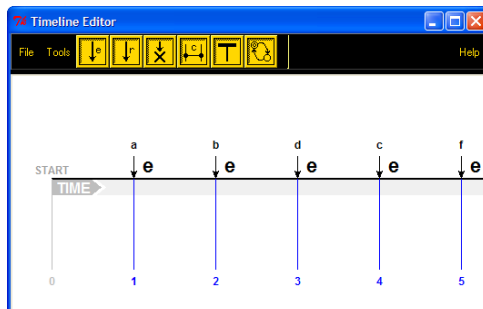 Timeline Editor
File Tools e r c Help
a b d c f
e e e e e
START
TIME
0 1 2 3 4 5